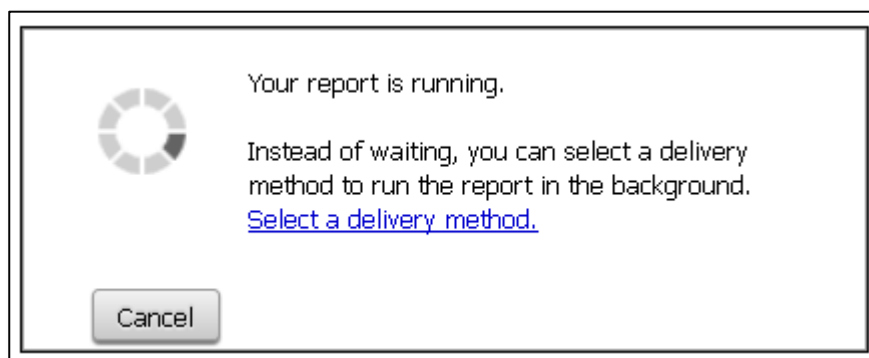 Your report is running.
Instead of waiting, you can select a delivery
method to run the report in the background.
Select a delivery method.
Cancel